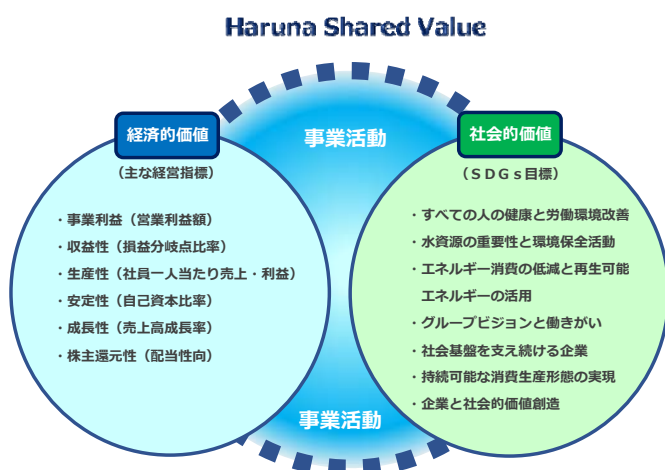 Haruna Shared Value
事業活動
経済的価値
（主な経営指標）
・事業利益（営業利益額）
・収益性（損益分岐点比率）
・生産性（社員一人当たり売上・利益）
・安定性（自己資本比率）
・成長性（売上高成長率）
・株主還元性（配当性向）
社会的価値
（ＳＤＧｓ目標）
・すべての人の健康と労働環境改善
・水資源の重要性と環境保全活動
・エネルギー消費の低減と再生可能
エネルギーの活用
・グループビジョンと働きがい
・社会基盤を支え続ける企業
・持続可能な消費生産形態の実現
・企業と社会的価値創造
事業活動